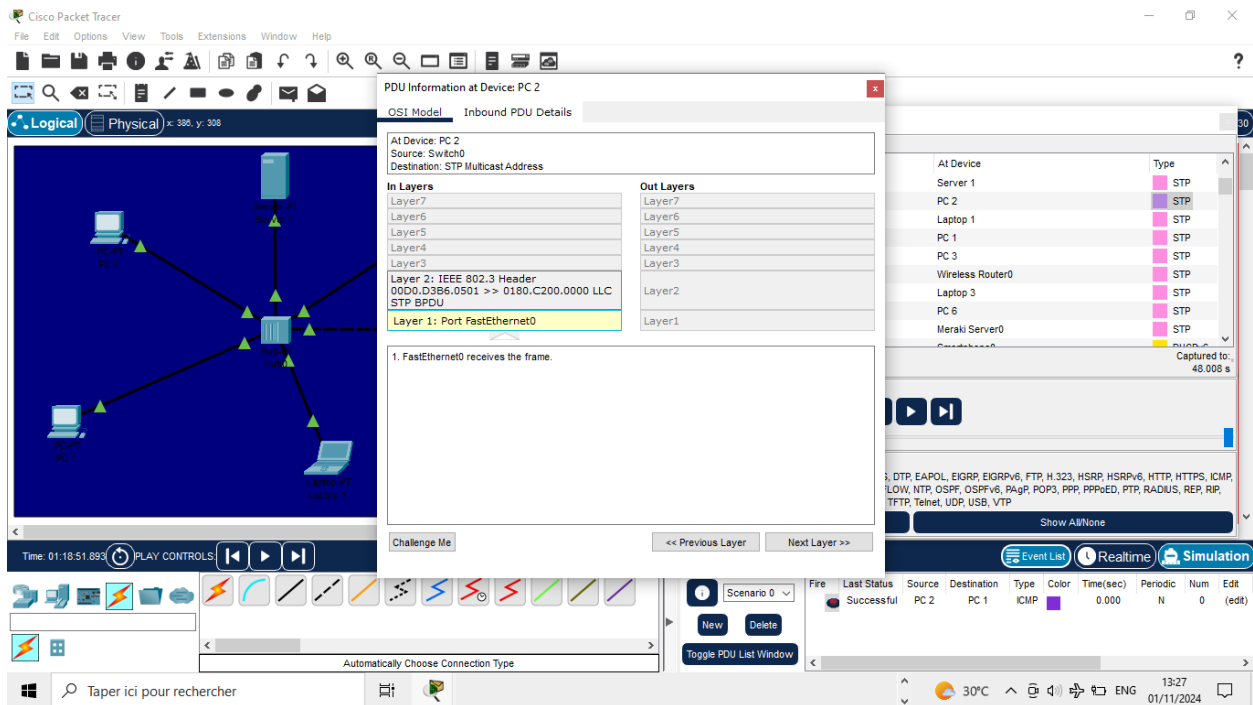 Cisco Packet Tracer
File Edit Options View Tools Extensions Window Help
?
Logical Physical x: 386, y: 308
PDU Information at Device: PC 2
x
OSI Model Inbound PDU Details
At Device: PC 2
Source: Switch0
Destination: STP Multicast Address
In Layers Out Layers
Layer7 Layer7
Layer6 Layer6
Layer5 Layer5
Layer4 Layer4
Layer3 Layer3
Layer 2: IEEE 802.3 Header
00D0.D3B6.0501 >> 0180.C200.0000 LLC
STP BPDU
Layer2
Layer 1: Port FastEthernet0 Layer1
1. FastEthernet0 receives the frame.
Challenge Me << Previous Layer Next Layer >>
30
At Device Type
Server 1 STP
PC 2 STP
Laptop 1 STP
PC 1 STP
PC 3 STP
Wireless Router0 STP
Laptop 3 STP
PC 6 STP
Meraki Server0 STP
Captured to:
48.008 s
DTP, EAPOL, EIGRP, EIGRPv6, FTP, H.323, HSRP, HSRPv6, HTTP, HTTPS, ICMP,
FLOW, NTP, OSPF, OSPFv6, PAgP, POP3, PPP, PPPoED, PTP, RADIUS, REP, RIP,
TFTP, Telnet, UDP, USB, VTP
Show All/None
Time: 01:18:51.893 PLAY CONTROLS:
Event List Realtime Simulation
Scenario 0
New Delete
Toggle PDU List Window
Fire Last Status Source Destination Type Color Time(sec) Periodic Num Edit
Successful PC 2 PC 1 ICMP 0.000 N 0 (edit)
Automatically Choose Connection Type
Taper ici pour rechercher
30°C ENG
13:27
01/11/2024